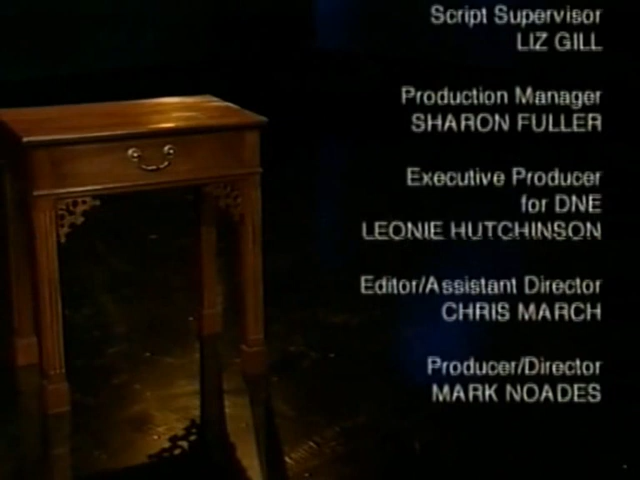 Script Supervisor
LIZ GILL
Production Manager
SHARON FULLER
Executive Producer
for DNE
LEONIE HUTCHINSON
Editor/Assistant Director
CHRIS MARCH
Producer/Director
MARK NOADES